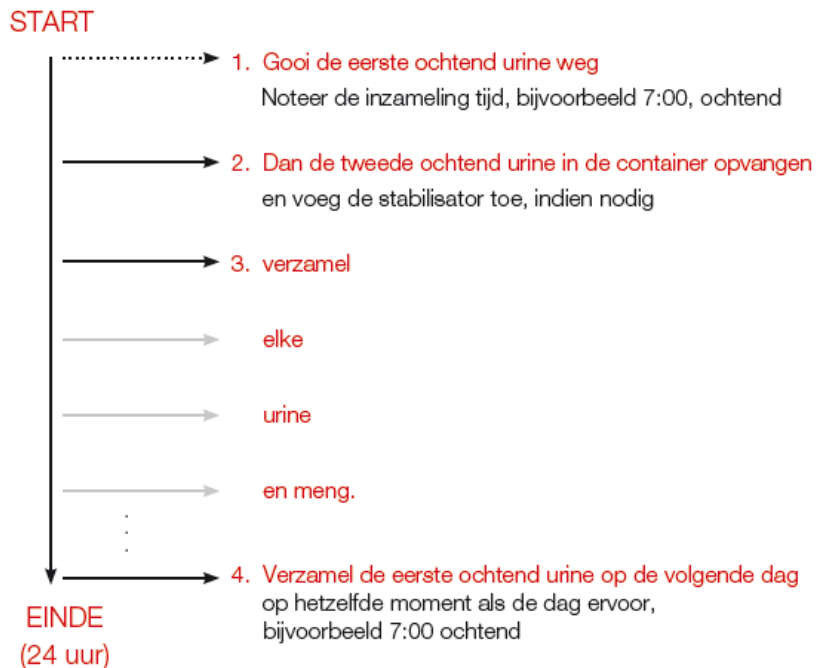 START
1. Gooi de eerste ochtend urine weg
Noteer de inzameling tijd, bijvoorbeeld 7:00, ochtend
2. Dan de tweede ochtend urine in de container opvangen
en voeg de stabilisator toe, indien nodig
3. verzamel
elke
urine
en meng.
4. Verzamel de eerste ochtend urine op de volgende dag
op hetzelfde moment als de dag ervoor,
bijvoorbeeld 7:00 ochtend
EINDE
(24 uur)